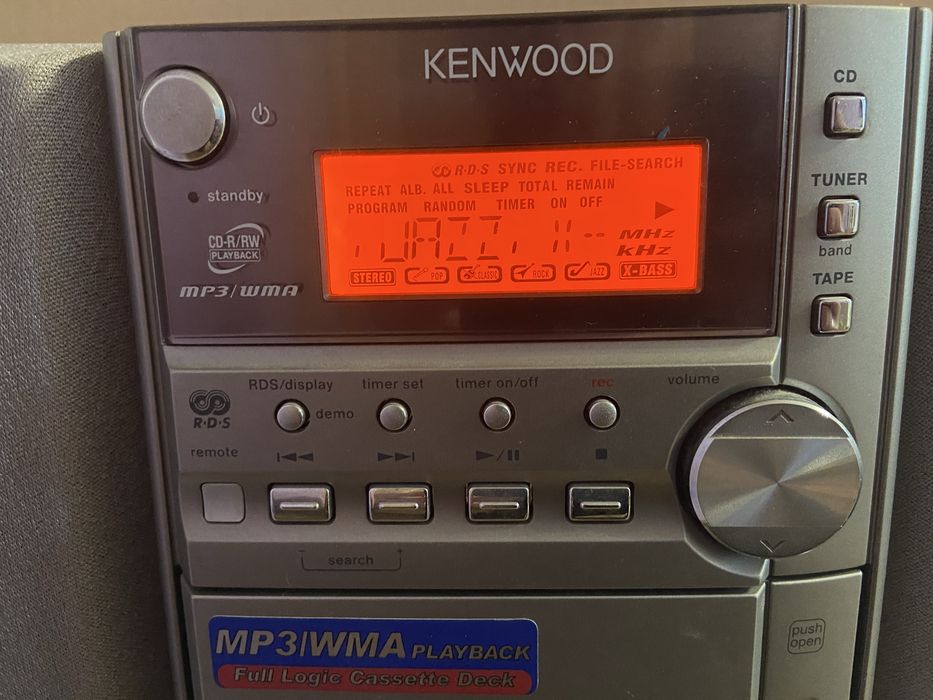 KENWOOD
CD
standby
R·D·S SYNC REC. FILE-SEARCH
REPEAT ALB. ALL SLEEP TOTAL REMAIN
PROGRAM RANDOM TIMER ON OFF
JAZZ
MHz
kHz
STEREO POP CLASSIC ROCK JAZZ X-BASS
CD-R/RW
PLAYBACK
MP3/WMA
TUNER
band
TAPE
RDS/display timer set timer on/off rec volume
demo
R·D·S
remote
- search +
MP3/WMA PLAYBACK
Full Logic Cassette Deck
push
open